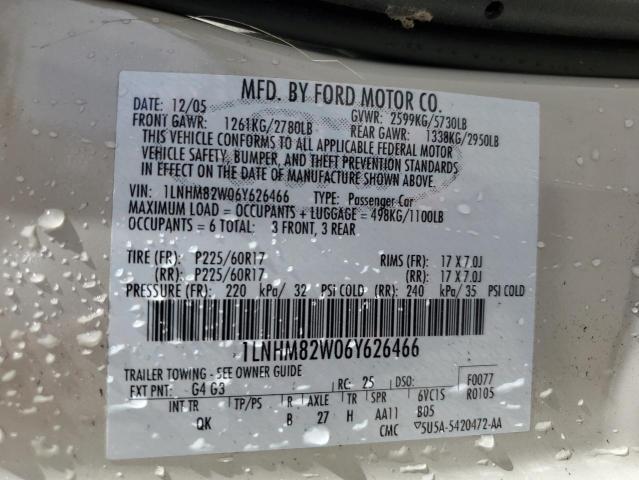 MFD. BY FORD MOTOR CO.
DATE: 12/05 GVWR: 2599KG/5730LB
FRONT GAWR: 1261KG/2780LB REAR GAWR: 1338KG/2950LB
THIS VEHICLE CONFORMS TO ALL APPLICABLE FEDERAL MOTOR
VEHICLE SAFETY, BUMPER, AND THEFT PREVENTION STANDARDS
IN EFFECT ON THE DATE OF MANUFACTURE SHOWN ABOVE.
VIN: 1LNHM82W06Y626466 TYPE: Passenger Car
MAXIMUM LOAD = OCCUPANTS + LUGGAGE = 498KG/1100LB
OCCUPANTS = 6 TOTAL: 3 FRONT, 3 REAR
TIRE (FR): P225/60R17 RIMS (FR): 17 X 7.0J
(RR): P225/60R17 (RR): 17 X 7.0J
PRESSURE (FR): 220 kPa/ 32 PSI COLD (RR): 240 kPa/ 35 PSI COLD
1LNHM82W06Y626466
TRAILER TOWING - SEE OWNER GUIDE
EXT PNT: G4 G3 RC: 25 DSO: F0077
INT TR TP/PS R AXLE TR SPR 6VC1S R0105
QK B 27 H AA11 B05
CMC 5U5A-5420472-AA